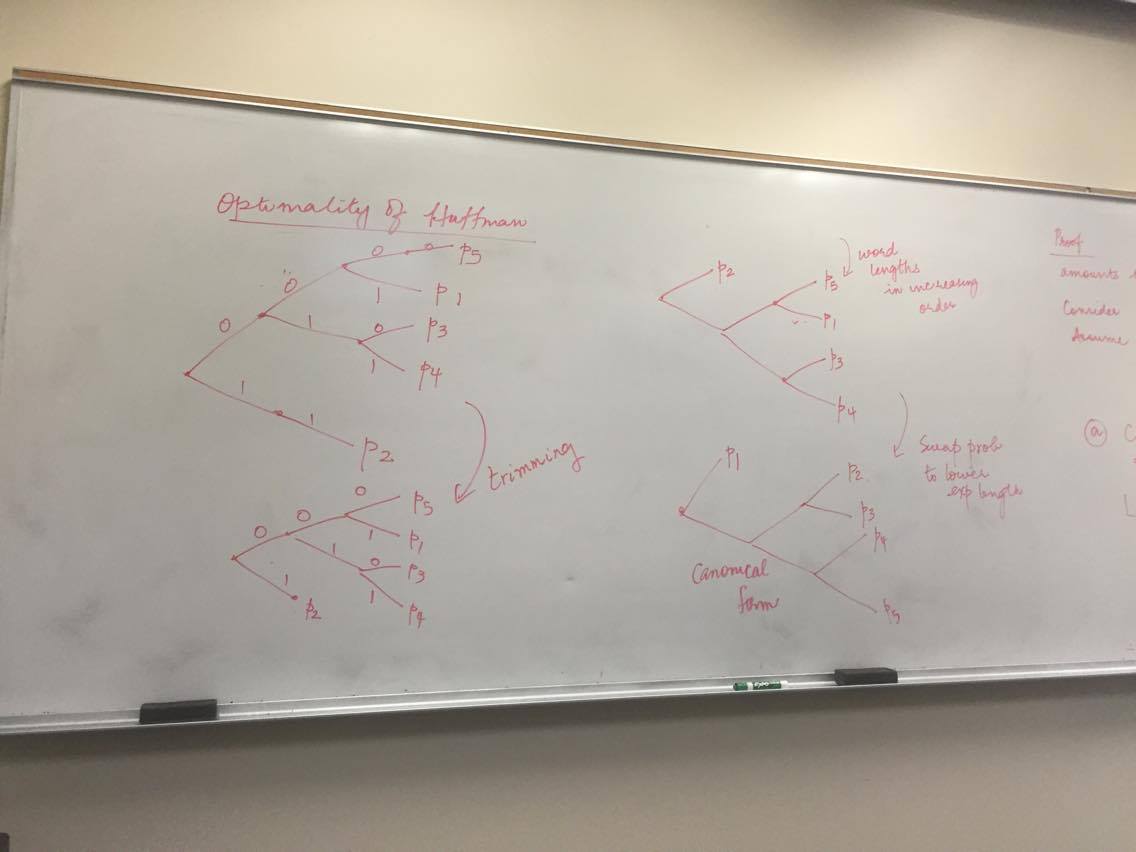 Optimality of Huffman
0
0
0
0
p5
1
p1
1
0
p3
1
p4
1
1
p2
trimming
0
0
0
p5
1
p1
1
0
p3
1
p4
1
p2
p2
p5
p1
p3
p4
word
lengths
in increasing
order
Swap prob
to lower
exp length
p1
p2
p3
p4
p5
Canonical
form
Proof
amounts
Consider
Assume
a C
EXPO